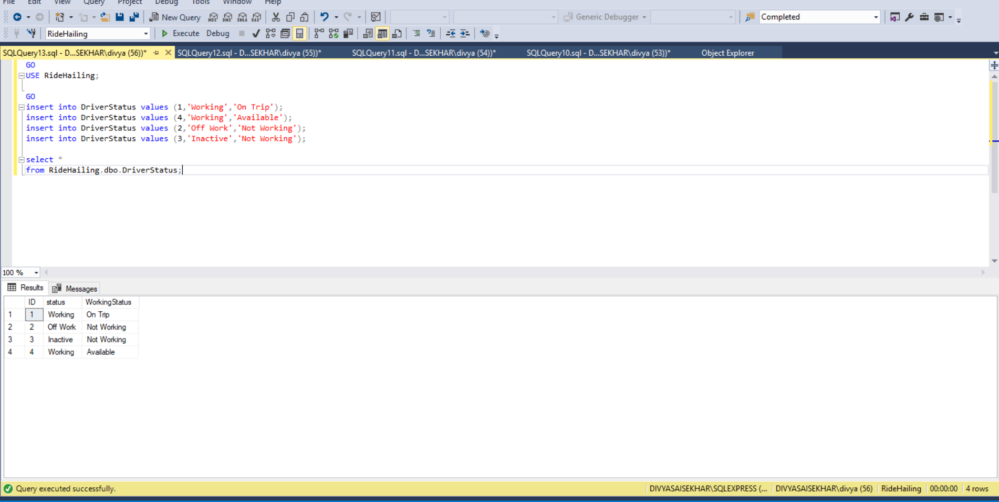 File Edit View Query Project Debug Tools Window Help
New Query MDX DMX XMLA DAX Generic Debugger Completed
RideHailing Execute Debug
SQLQuery13.sql - D...SEKHAR\divya (56))* SQLQuery12.sql - D...SEKHAR\divya (55))* SQLQuery11.sql - D...SEKHAR\divya (54))* SQLQuery10.sql - D...SEKHAR\divya (53))* Object Explorer
GO
USE RideHailing;
GO
insert into DriverStatus values (1,'Working','On Trip');
insert into DriverStatus values (4,'Working','Available');
insert into DriverStatus values (2,'Off Work','Not Working');
insert into DriverStatus values (3,'Inactive','Not Working');
select *
from RideHailing.dbo.DriverStatus;
100 %
Results Messages
ID status WorkingStatus
1 1 Working On Trip
2 2 Off Work Not Working
3 3 Inactive Not Working
4 4 Working Available
Query executed successfully. DIVYASAISEKHAR\SQLEXPRESS (... DIVYASAISEKHAR\divya (56) RideHailing 00:00:00 4 rows